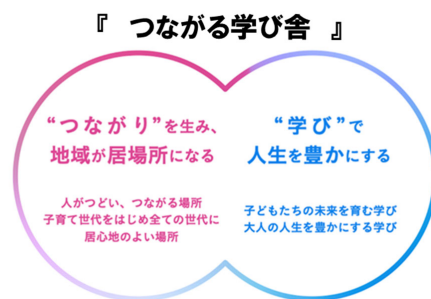 『 つながる学び舎 』
“つながり”を生み、
地域が居場所になる
人がつどい、つながる場所
子育て世代をはじめ全ての世代に
居心地のよい場所
“学び”で
人生を豊かにする
子どもたちの未来を育む学び
大人の人生を豊かにする学び